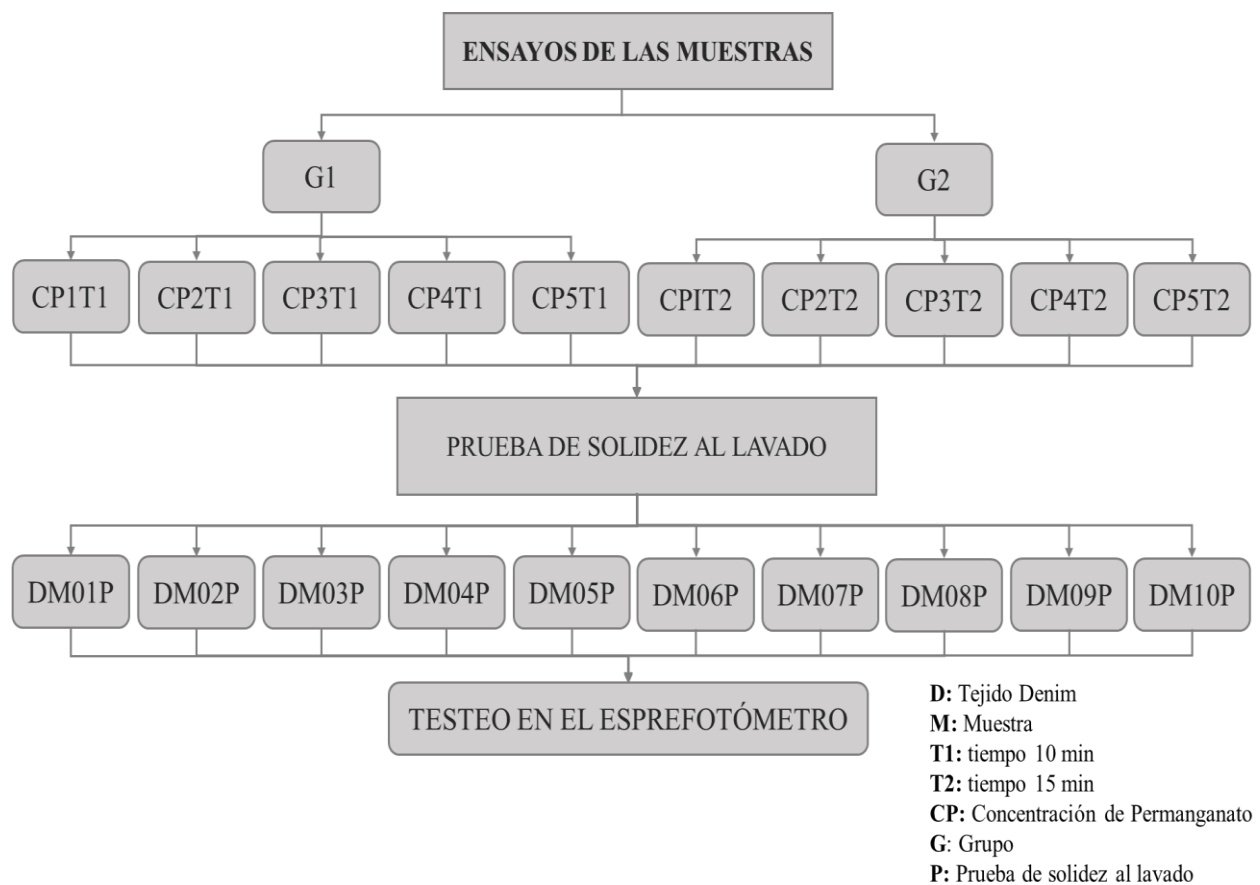 ENSAYOS DE LAS MUESTRAS
G1
G2
CP1T1
CP2T1
CP3T1
CP4T1
CP5T1
CPIT2
CP2T2
CP3T2
CP4T2
CP5T2
PRUEBA DE SOLIDEZ AL LAVADO
DM01P
DM02P
DM03P
DM04P
DM05P
DM06P
DM07P
DM08P
DM09P
DM10P
TESTEO EN EL ESPREFOTÓMETRO
D: Tejido Denim
M: Muestra
T1: tiempo 10 min
T2: tiempo 15 min
CP: Concentración de Permanganato
G: Grupo
P: Prueba de solidez al lavado